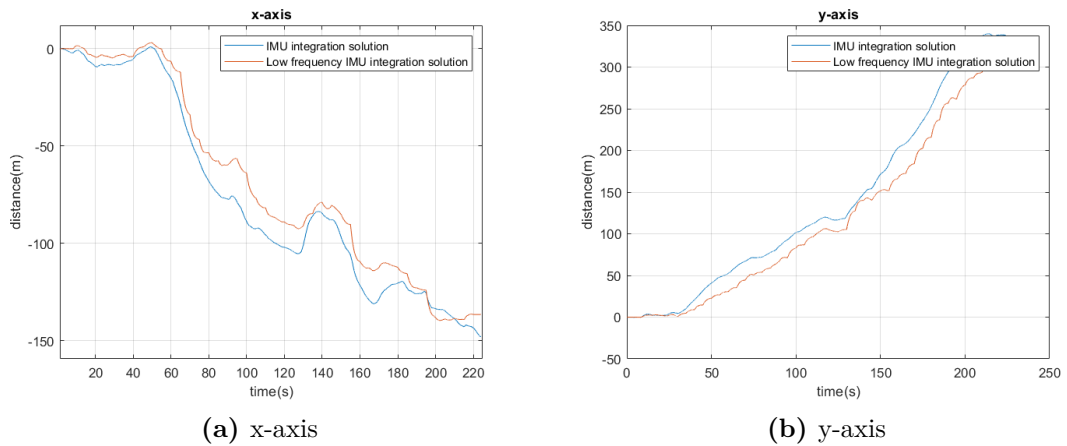 x-axis
IMU integration solution
Low frequency IMU integration solution
0
-50
-100
-150
distance(m)
20 40 60 80 100 120 140 160 180 200 220
time(s)
(a) x-axis
y-axis
IMU integration solution
Low frequency IMU integration solution
350
300
250
200
150
100
50
0
-50
distance(m)
0 50 100 150 200 250
time(s)
(b) y-axis